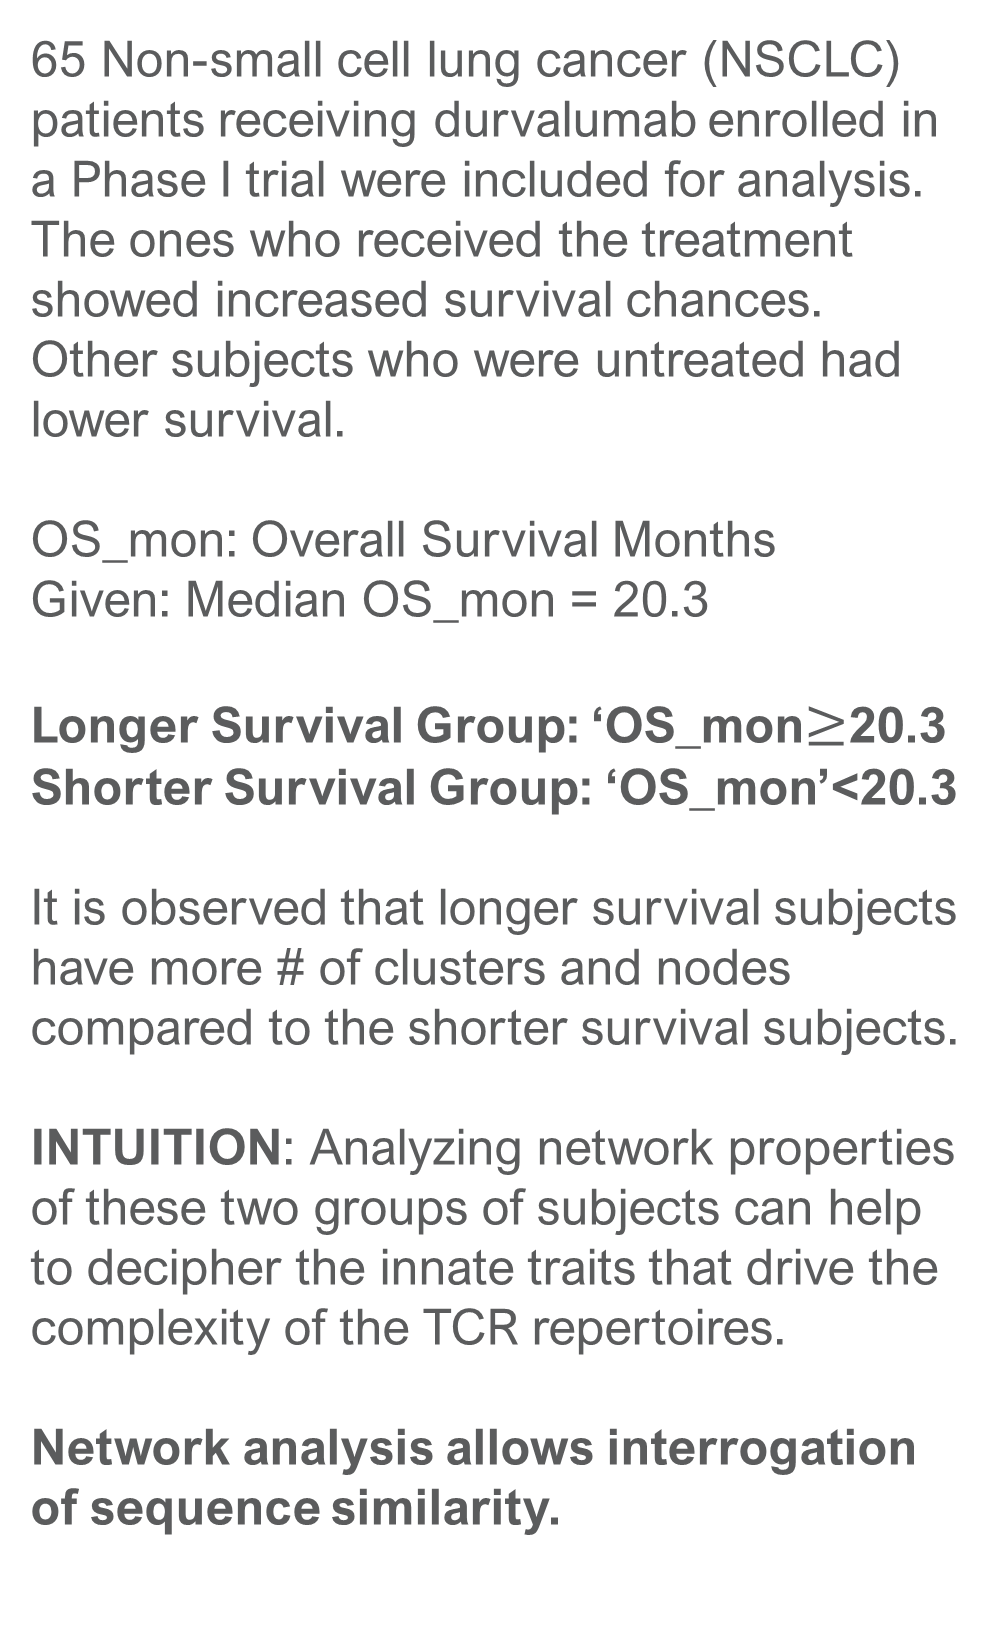 65 Non-small cell lung cancer (NSCLC)
patients receiving durvalumab enrolled in
a Phase I trial were included for analysis.
The ones who received the treatment
showed increased survival chances.
Other subjects who were untreated had
lower survival.
OS_mon: Overall Survival Months
Given: Median OS_mon = 20.3
Longer Survival Group: ‘OS_mon≥20.3
Shorter Survival Group: ‘OS_mon’<20.3
It is observed that longer survival subjects
have more # of clusters and nodes
compared to the shorter survival subjects.
INTUITION: Analyzing network properties
of these two groups of subjects can help
to decipher the innate traits that drive the
complexity of the TCR repertoires.
Network analysis allows interrogation
of sequence similarity.